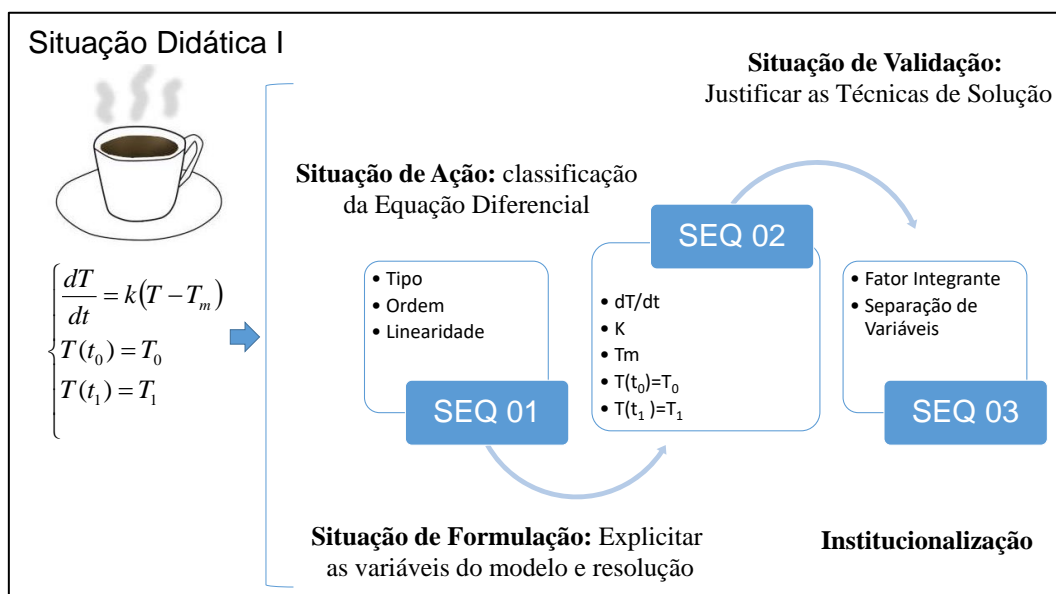 Situação Didática I
dT/dt = k(T − Tm)
T(t0) = T0
T(t1) = T1
Situação de Ação: classificação
da Equação Diferencial
• Tipo
• Ordem
• Linearidade
SEQ 01
Situação de Formulação: Explicitar
as variáveis do modelo e resolução
SEQ 02
• dT/dt
• K
• Tm
• T(t0)=T0
• T(t1 )=T1
Situação de Validação:
Justificar as Técnicas de Solução
• Fator Integrante
• Separação de
Variáveis
SEQ 03
Institucionalização